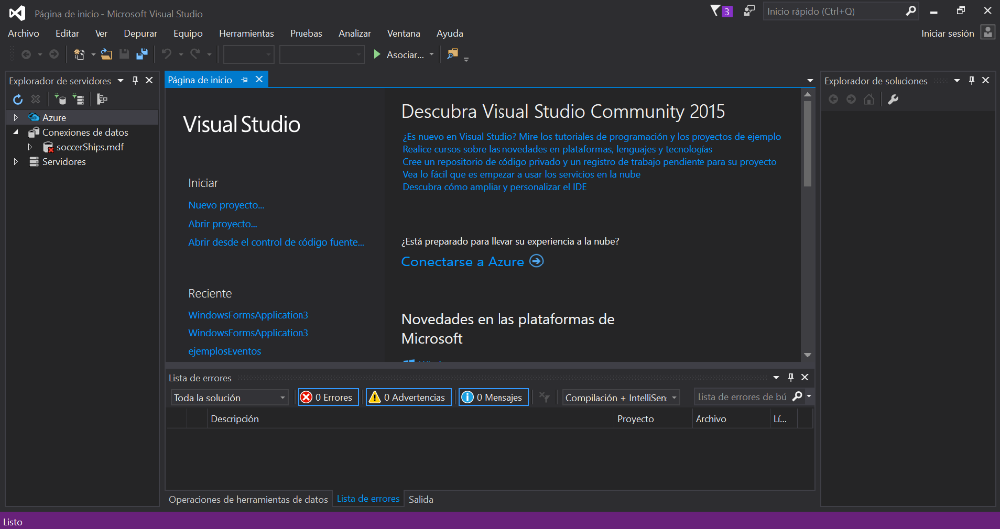 Página de inicio - Microsoft Visual Studio
3
Inicio rápido (Ctrl+Q)
Archivo Editar Ver Depurar Equipo Herramientas Pruebas Analizar Ventana Ayuda
Iniciar sesión
Asociar...
Explorador de servidores
Azure
Conexiones de datos
soccerShips.mdf
Servidores
Página de inicio
Visual Studio
Iniciar
Nuevo proyecto...
Abrir proyecto...
Abrir desde el control de código fuente...
Reciente
WindowsFormsApplication3
WindowsFormsApplication3
ejemplosEventos
Descubra Visual Studio Community 2015
¿Es nuevo en Visual Studio? Mire los tutoriales de programación y los proyectos de ejemplo
Realice cursos sobre las novedades en plataformas, lenguajes y tecnologías
Cree un repositorio de código privado y un registro de trabajo pendiente para su proyecto
Vea lo fácil que es empezar a usar los servicios en la nube
Descubra cómo ampliar y personalizar el IDE
¿Está preparado para llevar su experiencia a la nube?
Conectarse a Azure
Novedades en las plataformas de
Microsoft
Explorador de soluciones
Lista de errores
Toda la solución
0 Errores
0 Advertencias
0 Mensajes
Compilación + IntelliSen
Lista de errores de bú
Descripción Proyecto Archivo Lí...
Operaciones de herramientas de datos Lista de errores Salida
Listo